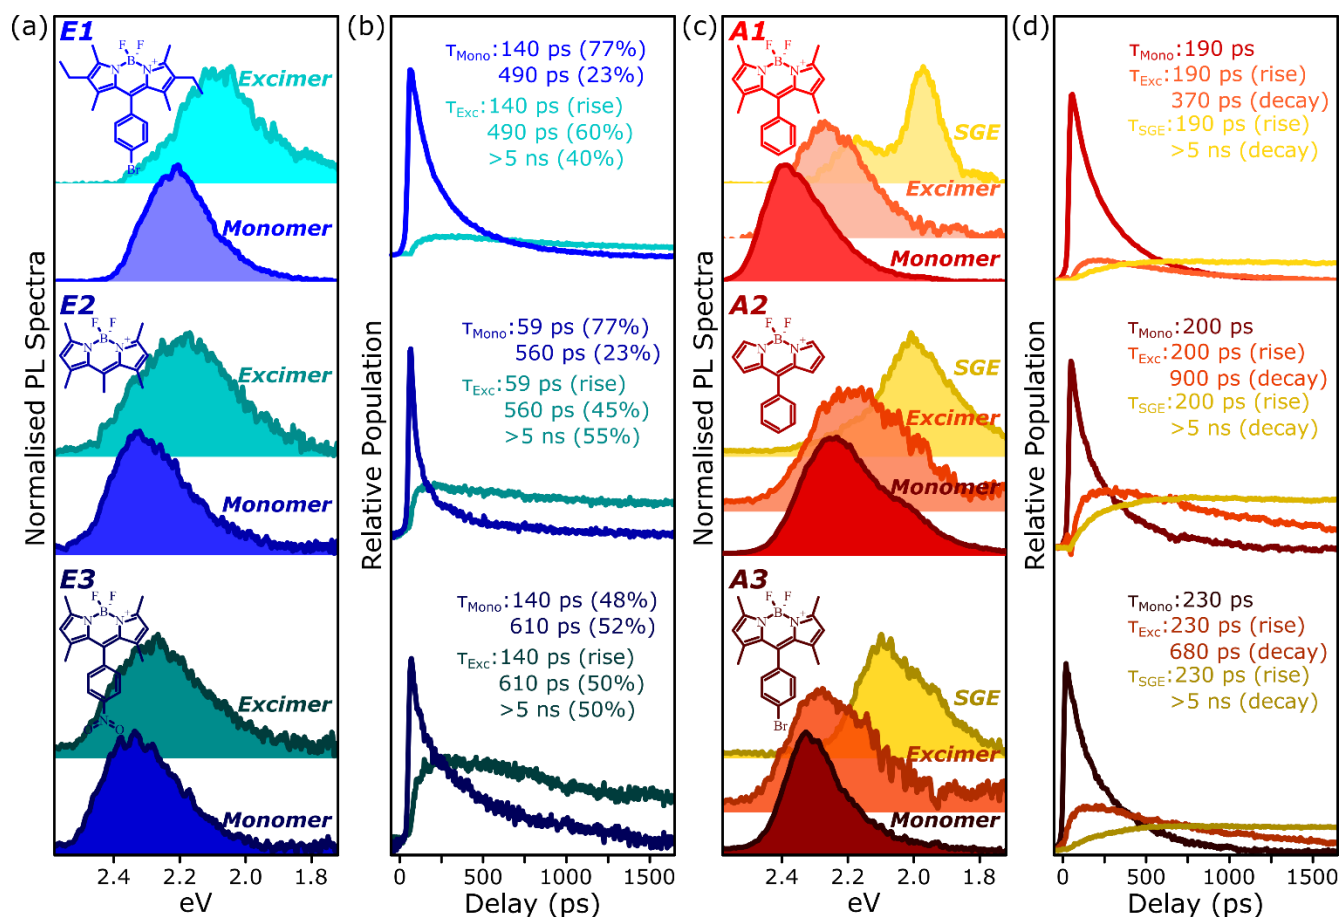 (a)
E1
F F
B-
N N+
Br
Excimer
Monomer
E2
F F
B-
N N+
Excimer
Monomer
E3
F F
B-
N N+
N+
O O
Excimer
Monomer
Normalised PL Spectra
2.4 2.2 2.0 1.8
eV
(b)
τMono:140 ps (77%)
490 ps (23%)
τExc:140 ps (rise)
490 ps (60%)
>5 ns (40%)
τMono:59 ps (77%)
560 ps (23%)
τExc:59 ps (rise)
560 ps (45%)
>5 ns (55%)
τMono:140 ps (48%)
610 ps (52%)
τExc:140 ps (rise)
610 ps (50%)
>5 ns (50%)
Relative Population
0 500 1000 1500
Delay (ps)
(c)
A1
F F
B-
N N+
SGE
Excimer
Monomer
A2
F F
B-
N N+
SGE
Excimer
Monomer
A3
F F
B-
N N+
Br
SGE
Excimer
Monomer
Normalised PL Spectra
2.4 2.2 2.0 1.8
eV
(d)
τMono:190 ps
τExc:190 ps (rise)
370 ps (decay)
τSGE:190 ps (rise)
>5 ns (decay)
τMono:200 ps
τExc:200 ps (rise)
900 ps (decay)
τSGE:200 ps (rise)
>5 ns (decay)
τMono:230 ps
τExc:230 ps (rise)
680 ps (decay)
τSGE:230 ps (rise)
>5 ns (decay)
Relative Population
0 500 1000 1500
Delay (ps)